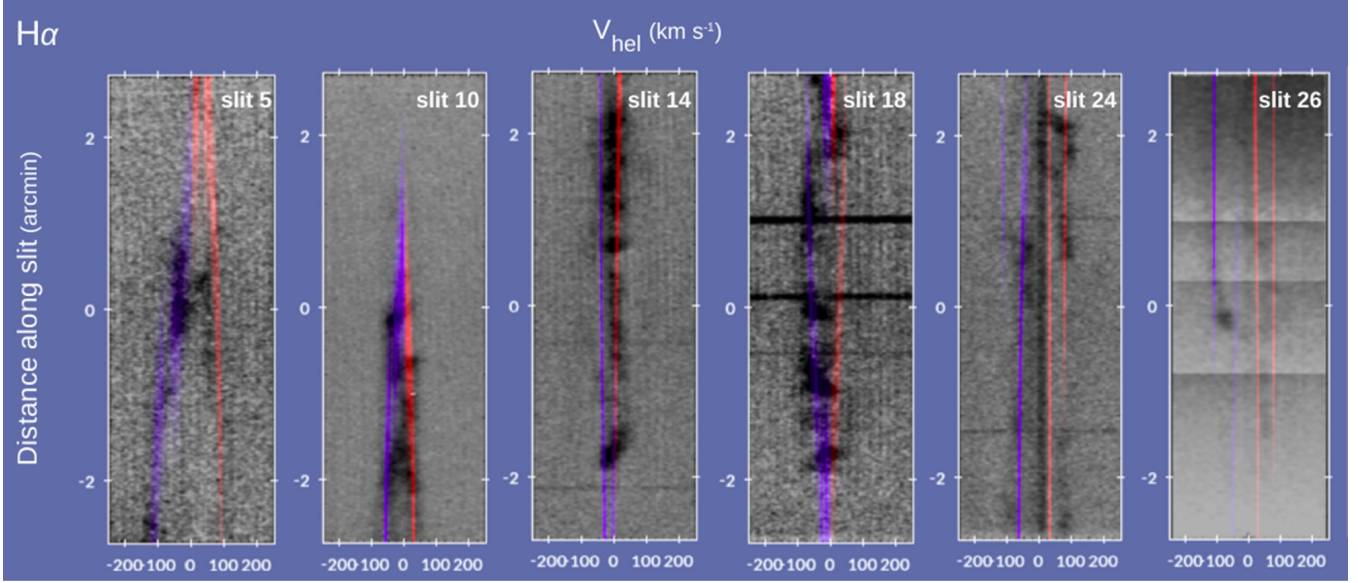 Hα
V_hel (km s⁻¹)
Distance along slit (arcmin)
slit 5
slit 10
slit 14
slit 18
slit 24
slit 26
2 2 2 2 2 2
0 0 0 0 0 0
-2 -2 -2 -2 -2 -2
-200 -100 0 100 200 -200 -100 0 100 200 -200 -100 0 100 200 -200 -100 0 100 200 -200 -100 0 100 200 -200 -100 0 100 200